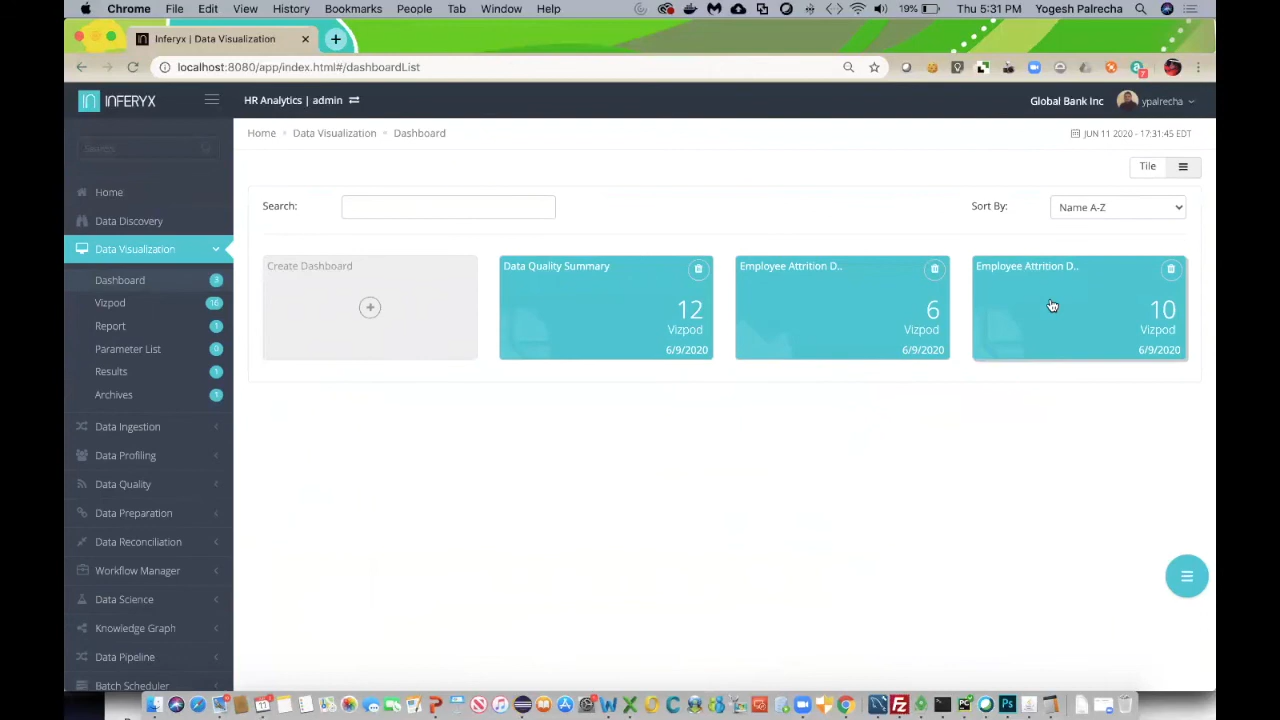 Chrome File Edit View History Bookmarks People Tab Window Help 19% Thu 5:31 PM Yogesh Palrecha
Inferyx | Data Visualization
localhost:8080/app/index.html#/dashboardList
INFERYX HR Analytics | admin Global Bank Inc ypalrecha
Home Data Visualization Dashboard JUN 11 2020 - 17:31:45 EDT
Search...
Tile
Search: Sort By: Name A-Z
Home
Data Discovery
Data Visualization
Dashboard 3
Vizpod 16
Report 1
Parameter List 0
Results 1
Archives 1
Data Ingestion
Data Profiling
Data Quality
Data Preparation
Data Reconciliation
Workflow Manager
Data Science
Knowledge Graph
Data Pipeline
Batch Scheduler
Create Dashboard
Data Quality Summary
12
Vizpod
6/9/2020
Employee Attrition D..
6
Vizpod
6/9/2020
Employee Attrition D..
10
Vizpod
6/9/2020